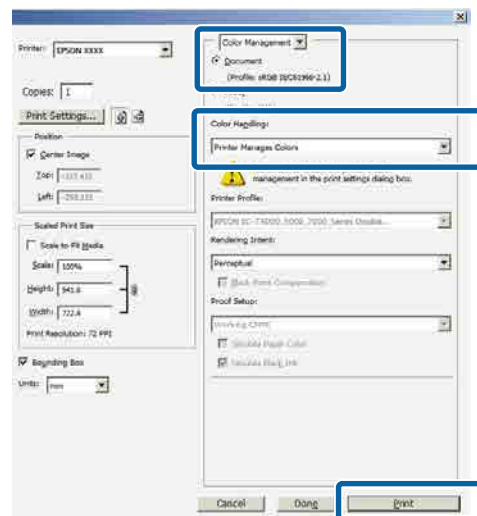 Printer: EPSON XXXX
Copies: 1
Print Settings...
Position
Center Image
Top:
Left:
Scaled Print Size
Scale to Fit Media
Scale: 100%
Height: 941.6
Width: 722.4
Print Resolution: 72 PPI
Bounding Box
Units: mm
Color Management
Document
(Profile: sRGB IEC61966-2.1)
Color Handling:
Printer Manages Colors
management in the print settings dialog box.
Printer Profile:
Rendering Intent:
Perceptual
Black Point Compensation
Proof Setup:
Working CMYK
Simulate Paper Color
Simulate Black Ink
Cancel
Done
Print